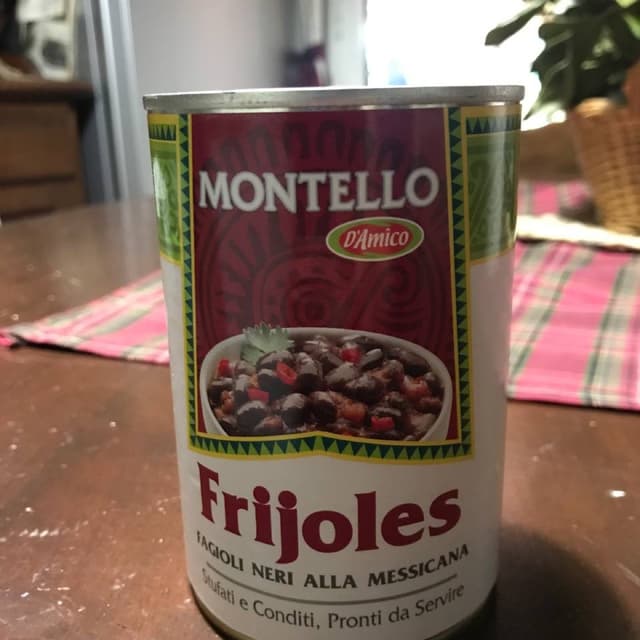 MONTELLO
D'Amico
Frijoles
FAGIOLI NERI ALLA MESSICANA
Stufati e Conditi, Pronti da Servire